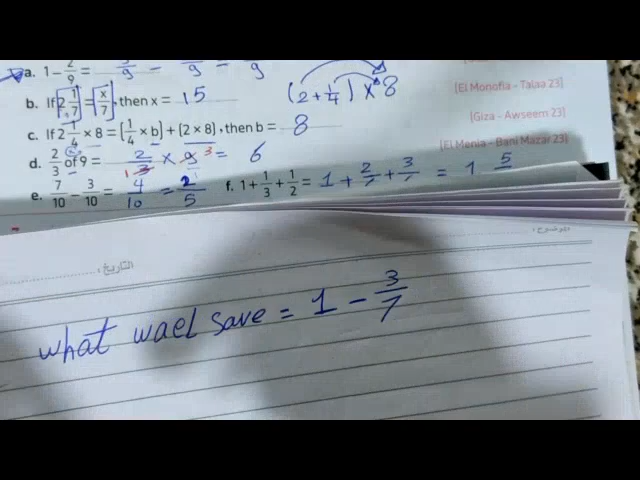 a. 1 - 2/9 = 9 - 9 = 9
b. If 2 1/7 = x/7, then x = 15 (2 + 1/4) × 8 [El Monofia - Talaa 23]
c. If 2 1/4 × 8 = (1/4 × b) + (2 × 8), then b = 8 [Giza - Awseem 23]
d. 2/3 of 9 = 2/3 × 9 = 6 [El Menia - Bani Mazar 23]
e. 7/10 - 3/10 = 4/10 = 2/5 f. 1 + 1/3 + 1/2 = 1 + 2/ + 3/ = 1 5
التاريخ:
what wael save = 1 - 3/7